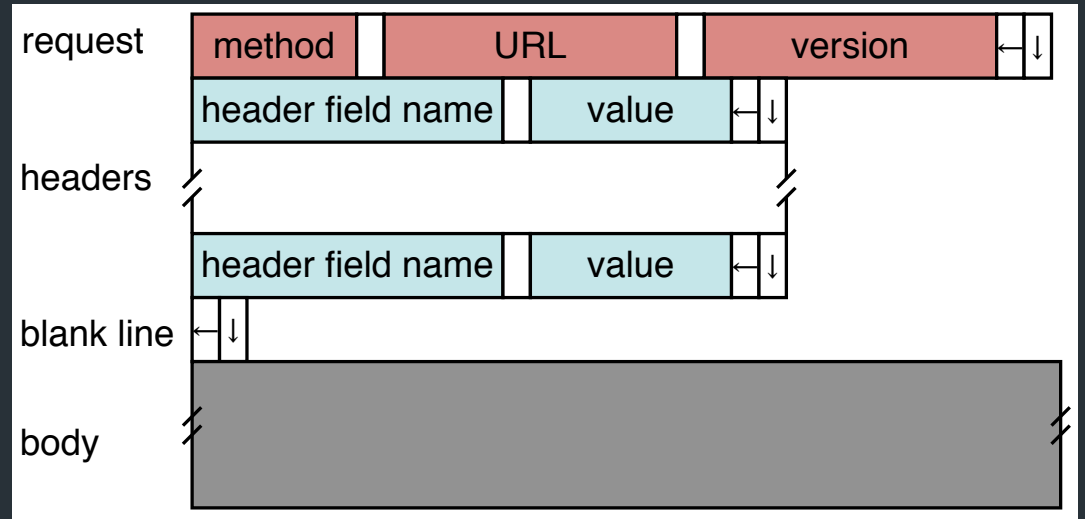 request method URL version ← ↓
header field name value ← ↓
headers
header field name value ← ↓
blank line ← ↓
body